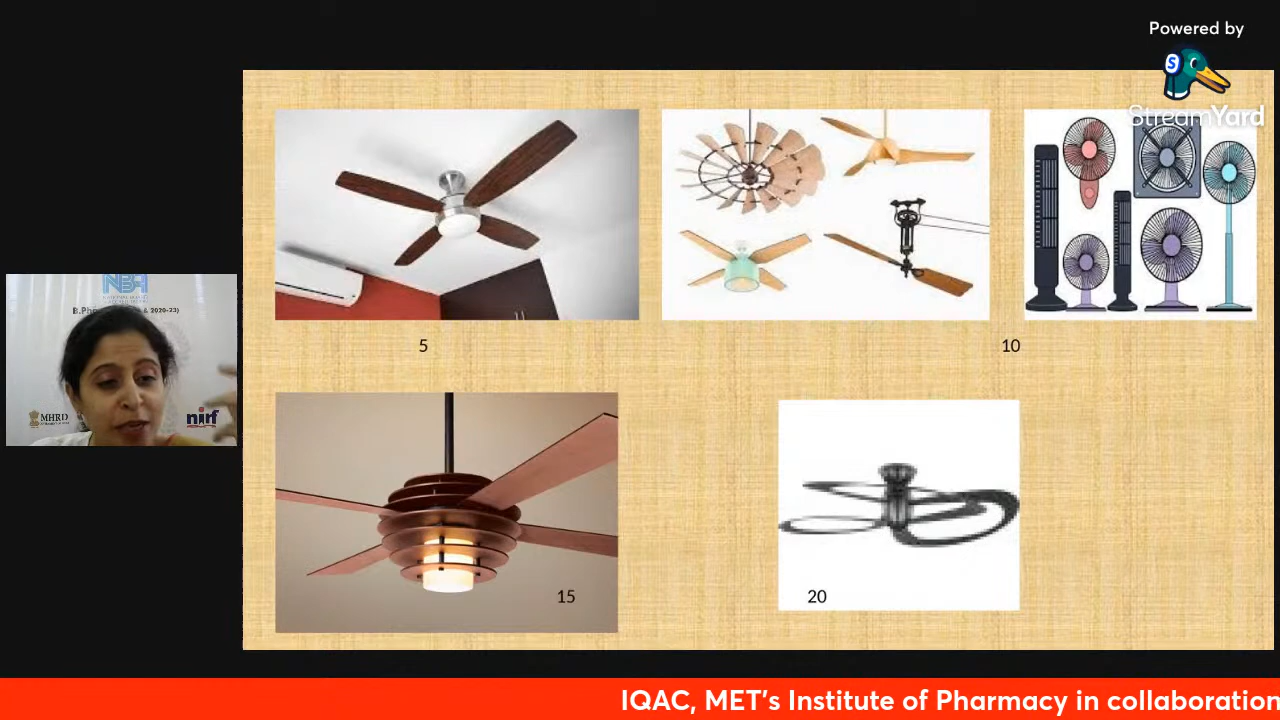 Powered by
StreamYard
NBA
B.Ph
2020-23)
MHRD
nirf
5
10
15
20
IQAC, MET's Institute of Pharmacy in collaboration